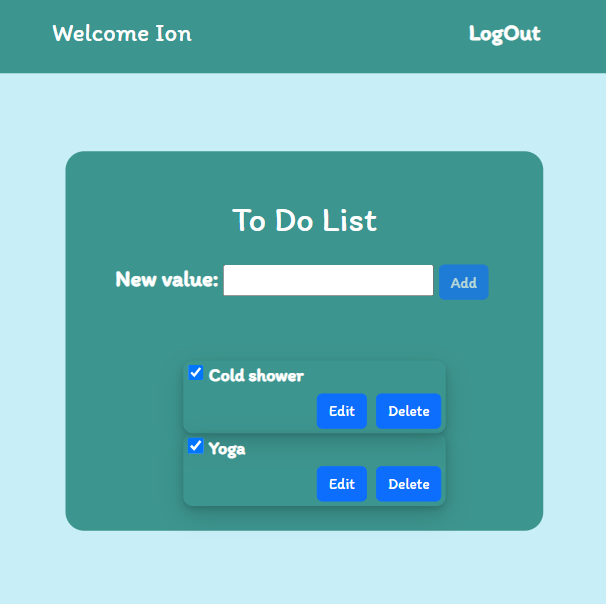 Welcome Ion LogOut
To Do List
New value: Add
Cold shower
Edit Delete
Yoga
Edit Delete